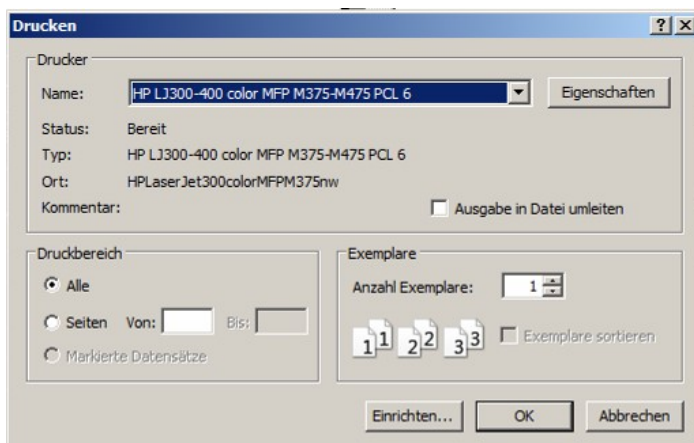 Drucken
Drucker
Name: HP LJ300-400 color MFP M375-M475 PCL 6 Eigenschaften
Status: Bereit
Typ: HP LJ300-400 color MFP M375-M475 PCL 6
Ort: HPLaserJet300colorMFPM375nw
Kommentar: Ausgabe in Datei umleiten
Druckbereich Exemplare
Alle Anzahl Exemplare: 1
Seiten Von: Bis:
1 1 2 2 3 3 Exemplare sortieren
Markierte Datensätze
Einrichten... OK Abbrechen